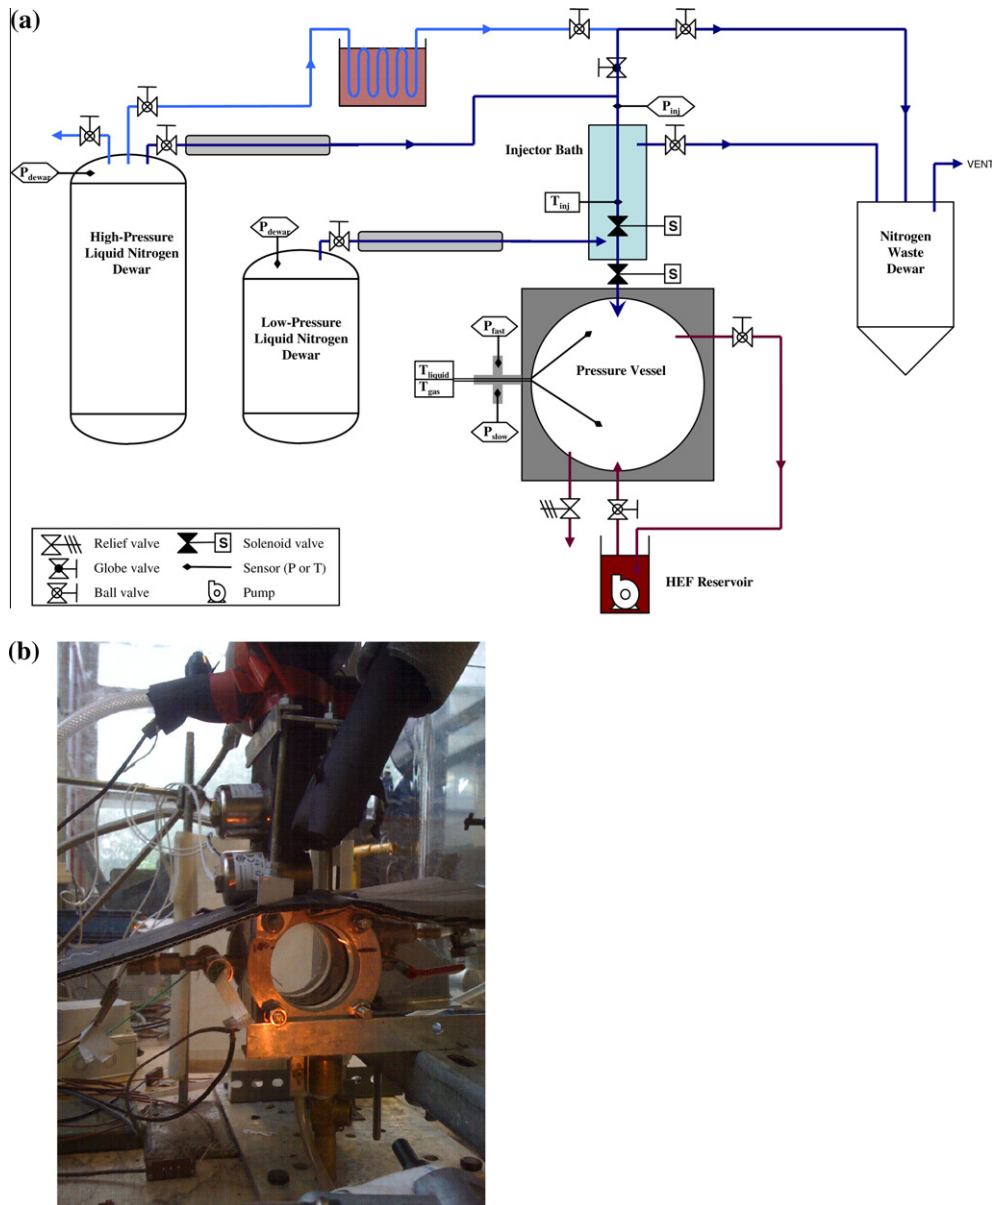 (a)
P_inj
Injector Bath
VENT
P_dewar
T_inj
S
P_dewar
High-Pressure
Liquid Nitrogen
Dewar
Nitrogen
Waste
Dewar
S
Low-Pressure
Liquid Nitrogen
Dewar
P_fast
T_liquid
T_gas
Pressure Vessel
P_slow
Relief valve
S
Solenoid valve
Globe valve
Sensor (P or T)
Ball valve
Pump
HEF Reservoir
(b)